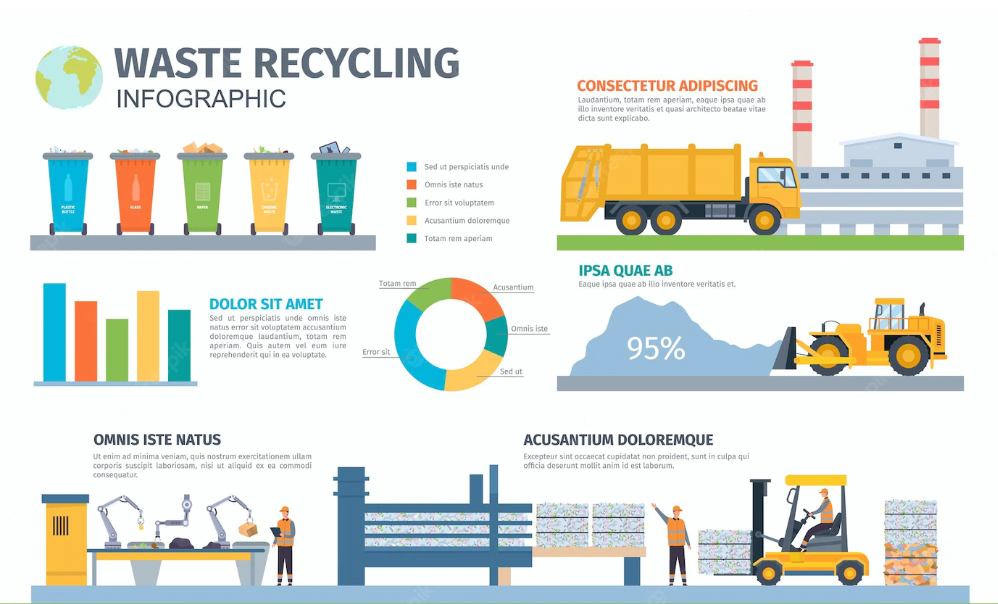 WASTE RECYCLING
INFOGRAPHIC
PLASTIC
BOTTLE
GLASS
PAPER
ORGANIC
WASTE
ELECTRONIC
WASTE
Sed ut perspiciatis unde
Omnis iste natus
Error sit voluptatem
Acusantium doloremque
Totam rem aperiam
CONSECTETUR ADIPISCING
Laudantium, totam rem aperiam, eaque ipsa quae ab
illo inventore veritatis et quasi architecto beatae vitae
dicta sunt explicabo.
DOLOR SIT AMET
Sed ut perspiciatis unde omnis iste
natus error sit voluptatem accusantium
doloremque laudantium, totam rem
aperiam. Quis autem vel eum iure
reprehenderit qui in ea voluptate.
Totam rem
Acusantium
Omnis iste
Error sit
Sed ut
IPSA QUAE AB
Eaque ipsa quae ab illo inventore veritatis et.
95%
OMNIS ISTE NATUS
Ut enim ad minima veniam, quis nostrum exercitationem ullam
corporis suscipit laboriosam, nisi ut aliquid ex ea commodi
consequatur.
ACUSANTIUM DOLOREMQUE
Excepteur sint occaecat cupidatat non proident, sunt in culpa qui
officia deserunt mollit anim id est laborum.